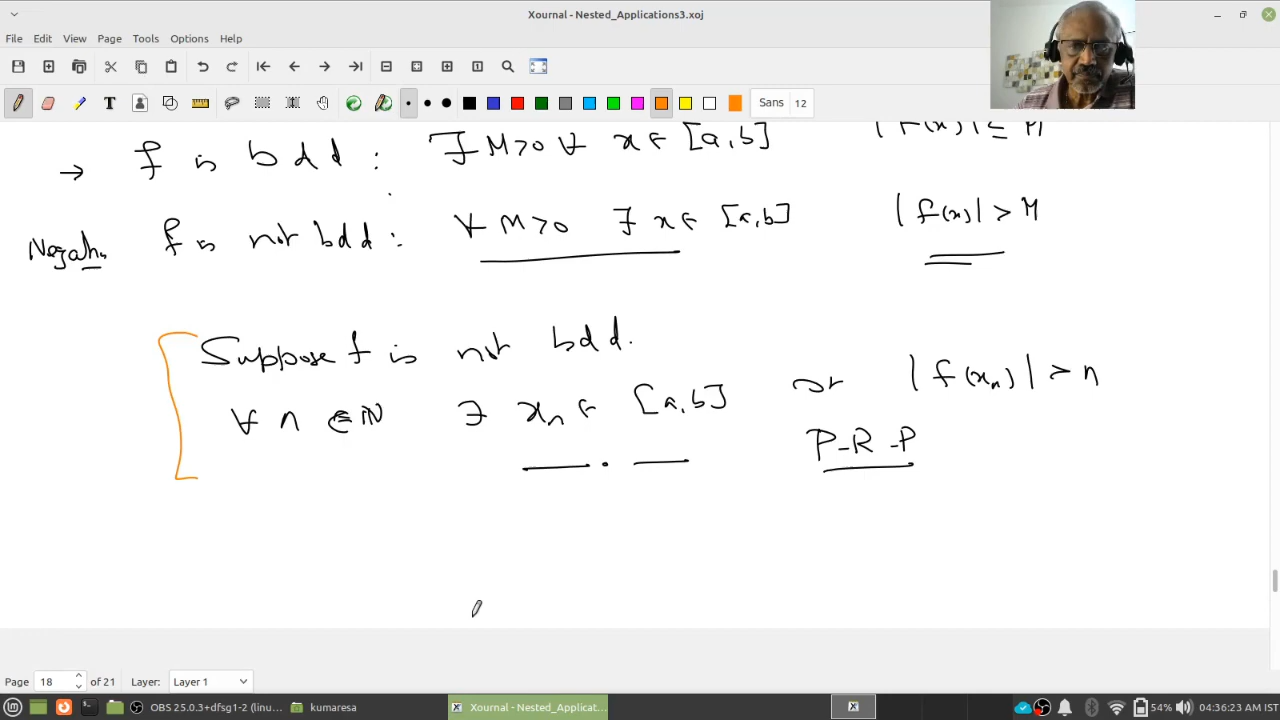 Xournal - Nested_Applications3.xoj
File Edit View Page Tools Options Help
Sans 12
→ f is bdd : ∃ M>0 ∀ x ∈ [a,b] |f(x)| ≤ M
Negatn f is not bdd : ∀ M>0 ∃ x ∈ [a,b] |f(x)| > M
Suppose f is not bdd.
∀ n ∈ ℕ ∃ xₙ ∈ [a,b] |f(xₙ)| > n
P-R-P
Page 18 of 21 Layer: Layer 1
OBS 25.0.3+dfsg1-2 (linu... kumaresa Xournal - Nested_Applicati... 54% 04:36:23 AM IST